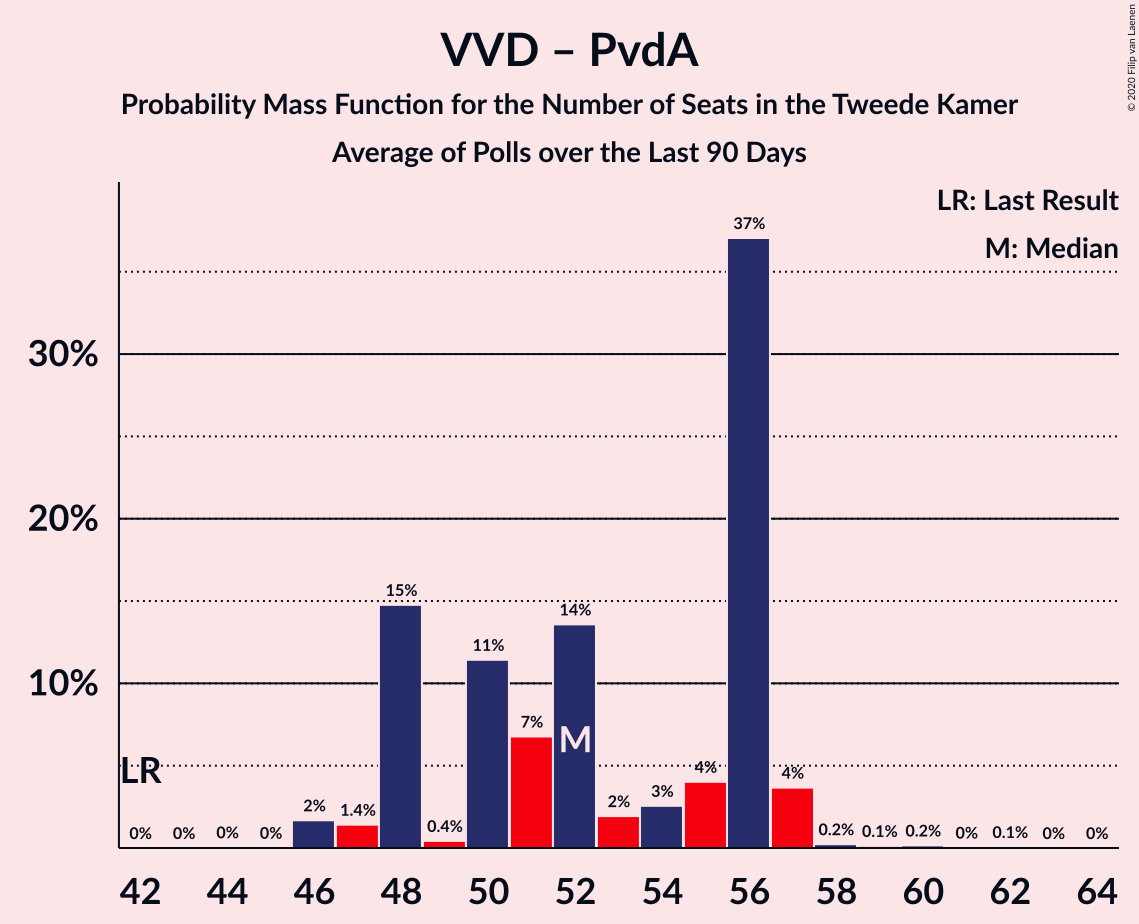 VVD – PvdA
Probability Mass Function for the Number of Seats in the Tweede Kamer
Average of Polls over the Last 90 Days
© 2020 Filip van Laenen
LR: Last Result
M: Median
37%
30%
20%
15%
14%
11%
10%
7%
M
LR
4%
4%
3%
2%
2%
1.4%
0.4%
0%
0%
0%
0%
0.2%
0.1%
0.2%
0%
0.1%
0%
0%
42 44 46 48 50 52 54 56 58 60 62 64